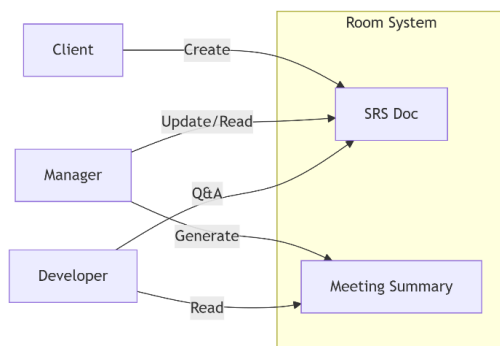 Room System
Client
Create
SRS Doc
Update/Read
Manager
Q&A
Generate
Developer
Meeting Summary
Read